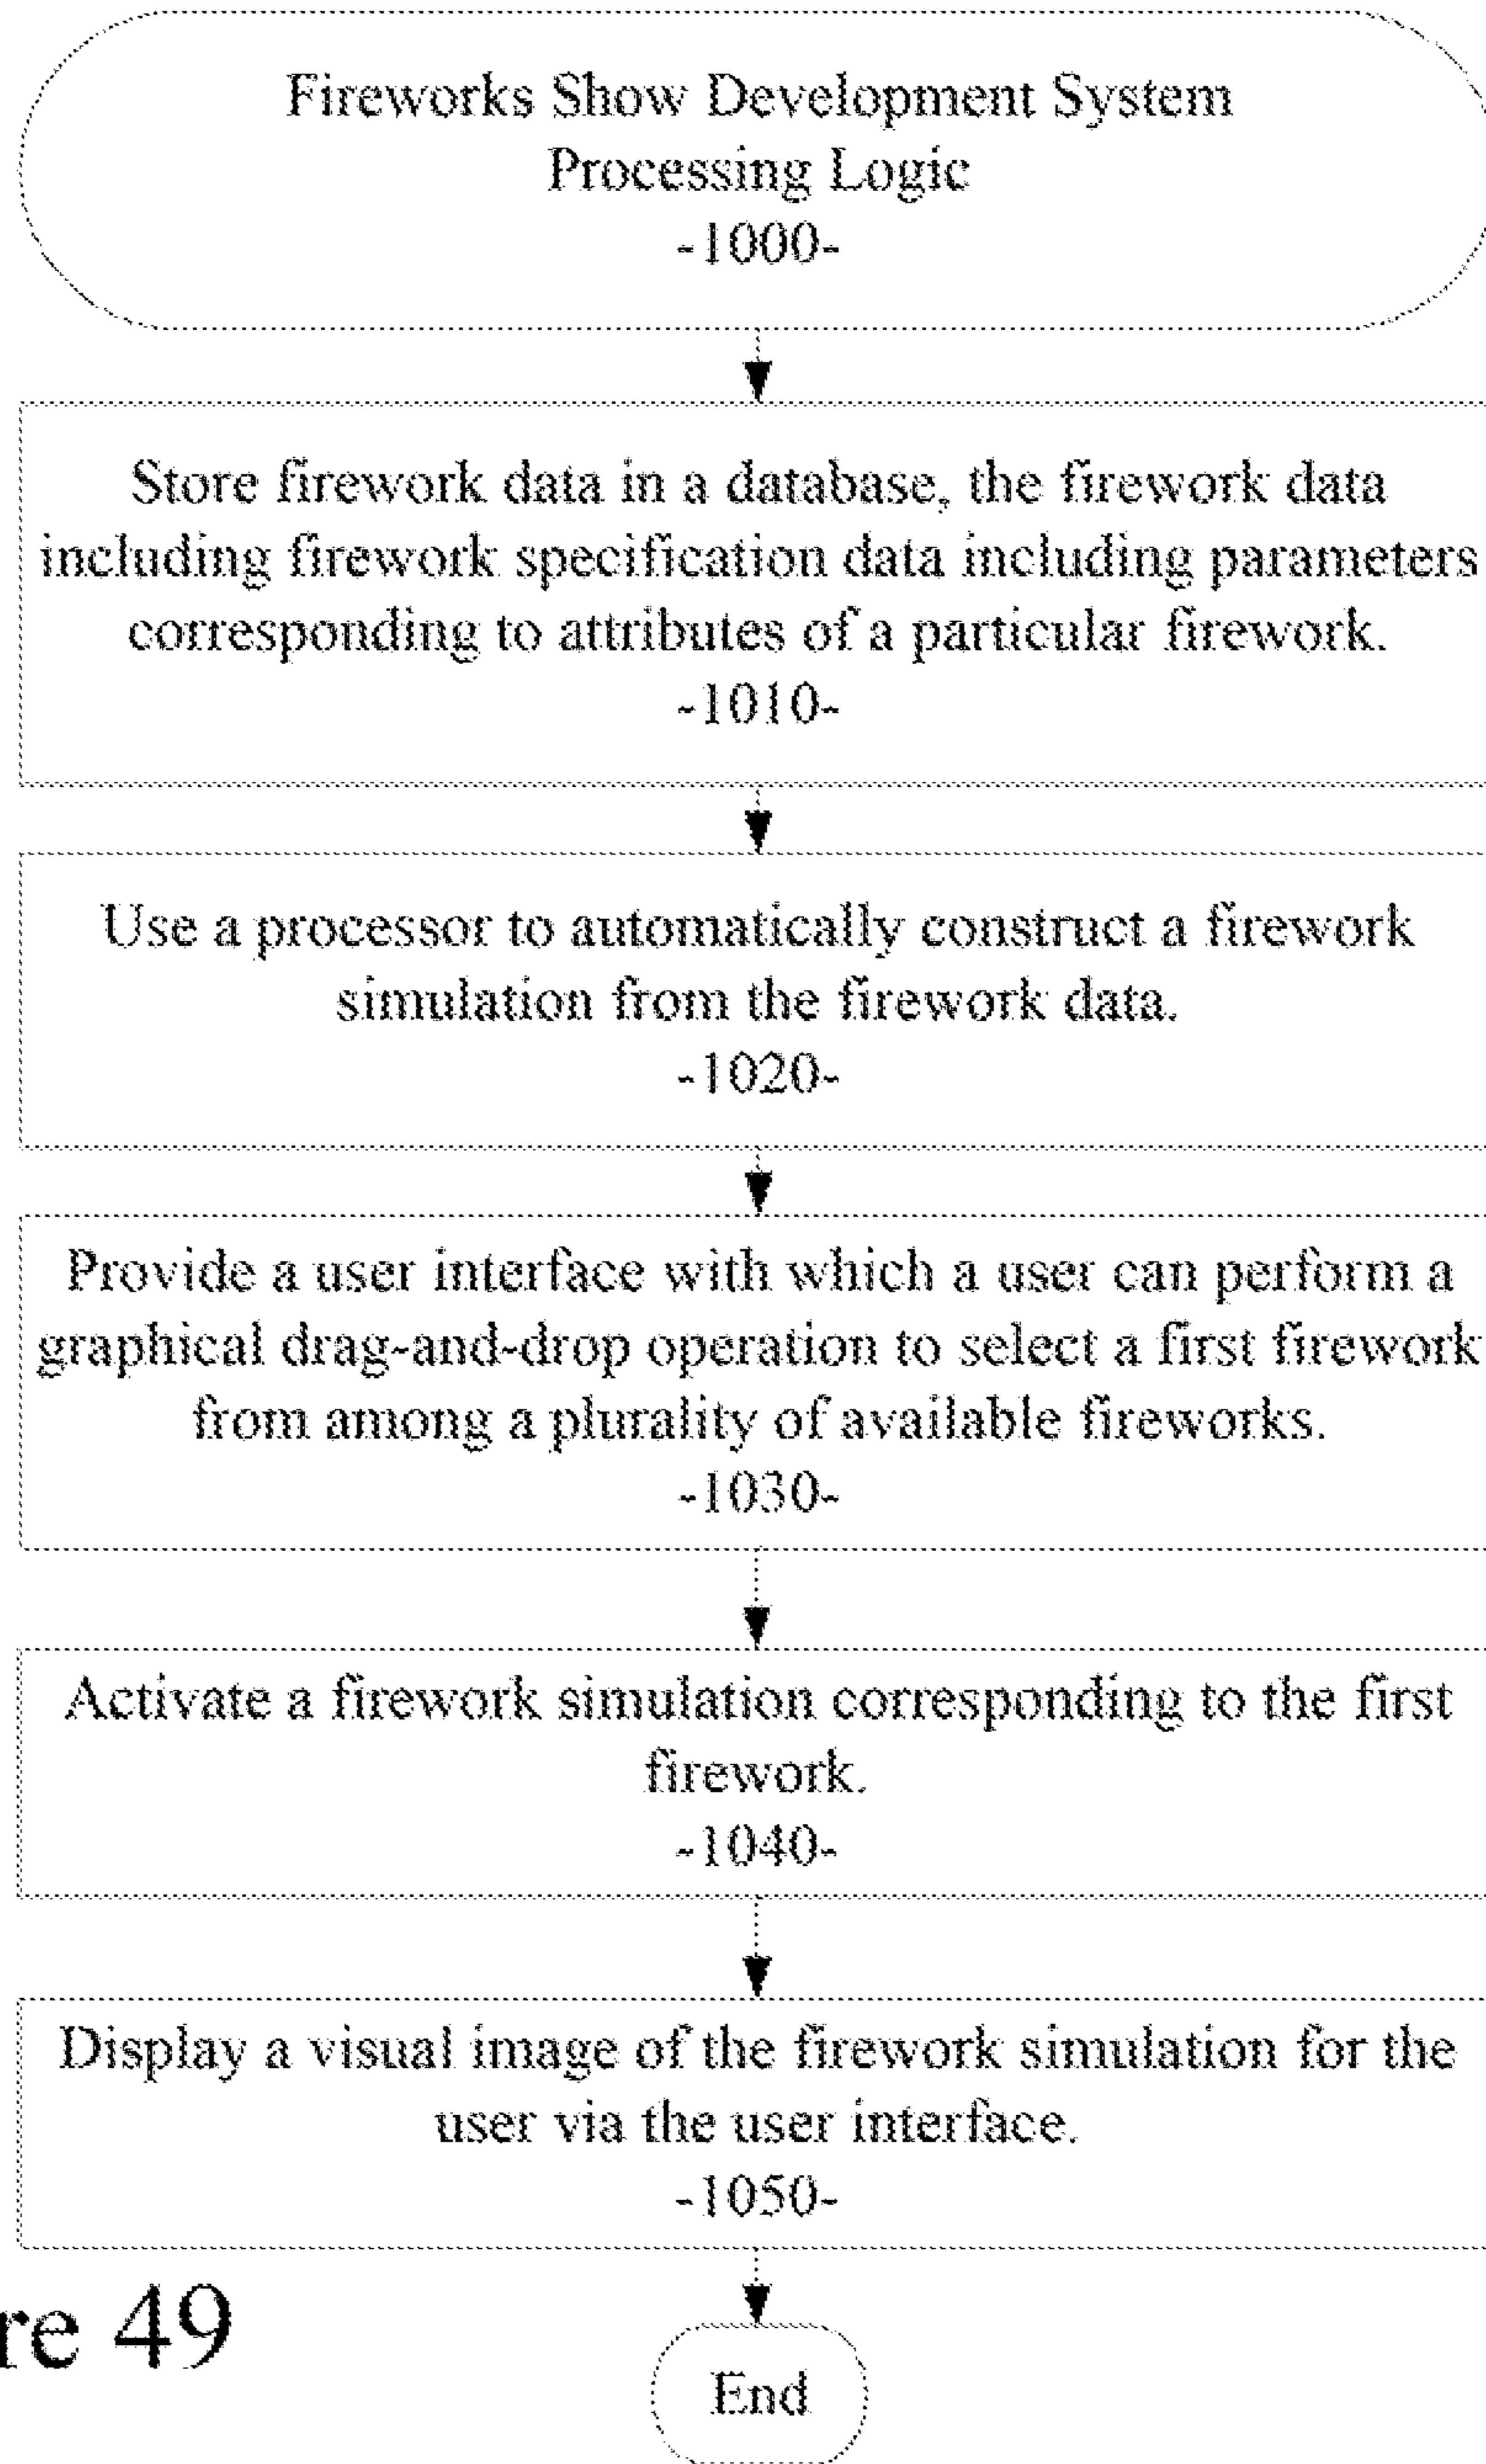 Fireworks Show Development System
Processing Logic
-1000-
Store firework data in a database, the firework data
including firework specification data including parameters
corresponding to attributes of a particular firework.
-1010-
Use a processor to automatically construct a firework
simulation from the firework data.
-1020-
Provide a user interface with which a user can perform a
graphical drag-and-drop operation to select a first firework
from among a plurality of available fireworks.
-1030-
Activate a firework simulation corresponding to the first
firework.
-1040-
Display a visual image of the firework simulation for the
user via the user interface.
-1050-
re 49
End